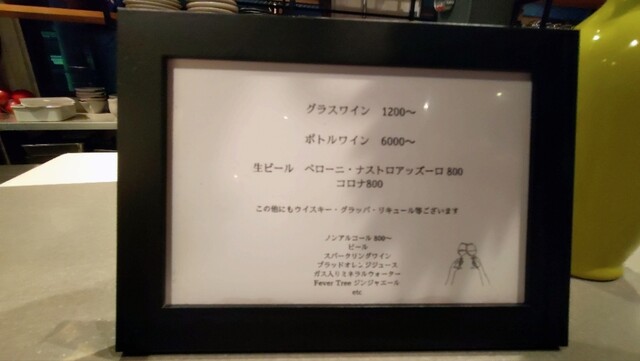 グラスワイン 1200～
ボトルワイン 6000～
生ビール ペローニ・ナストロアッズーロ 800
コロナ800
この他にもウイスキー・グラッパ・リキュール等ございます
ノンアルコール 800～
ビール
スパークリングワイン
ブラッドオレンジジュース
ガス入りミネラルウォーター
Fever Tree ジンジャエール
etc